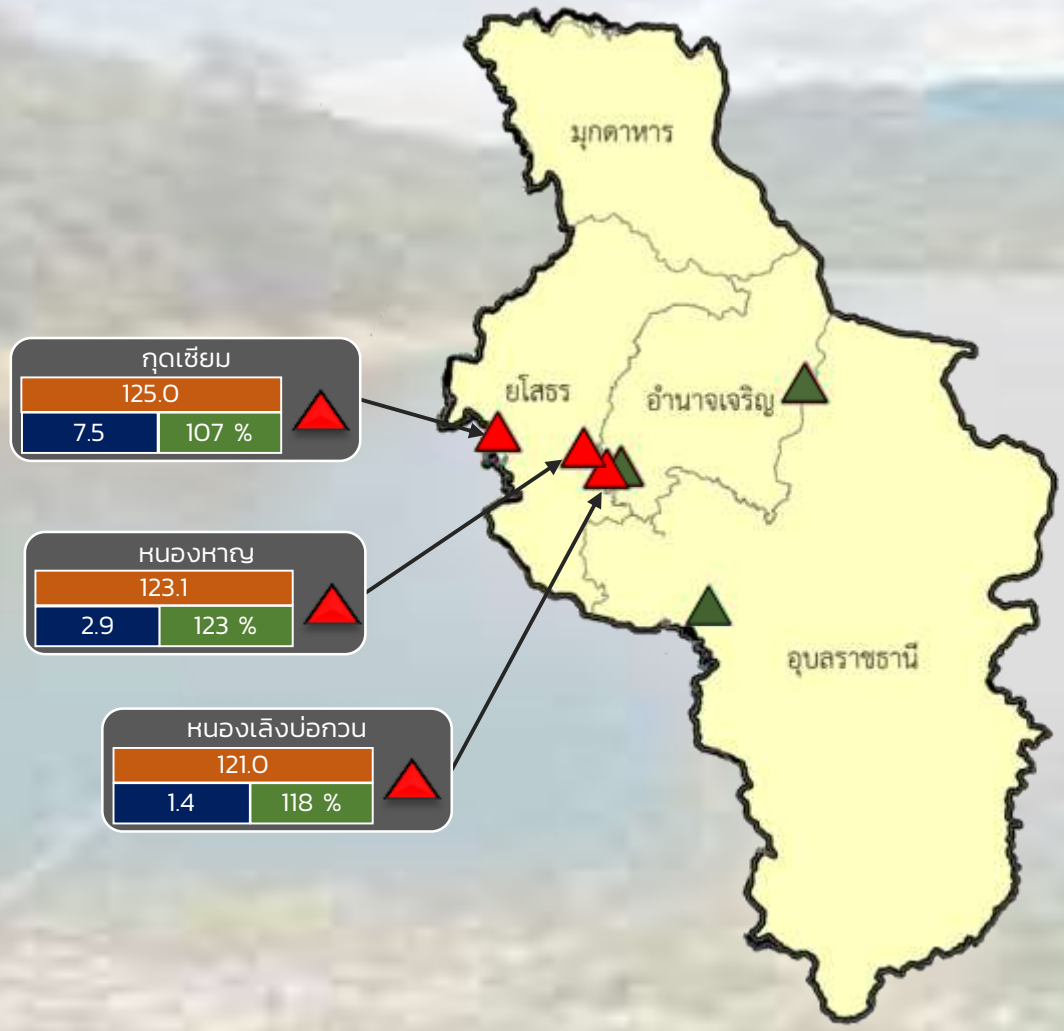 มุกดาหาร
กุดเซียม
125.0
7.5 107 %
ยโสธร
อำนาจเจริญ
หนองหาญ
123.1
2.9 123 %
อุบลราชธานี
หนองเลิงบ่อกวน
121.0
1.4 118 %